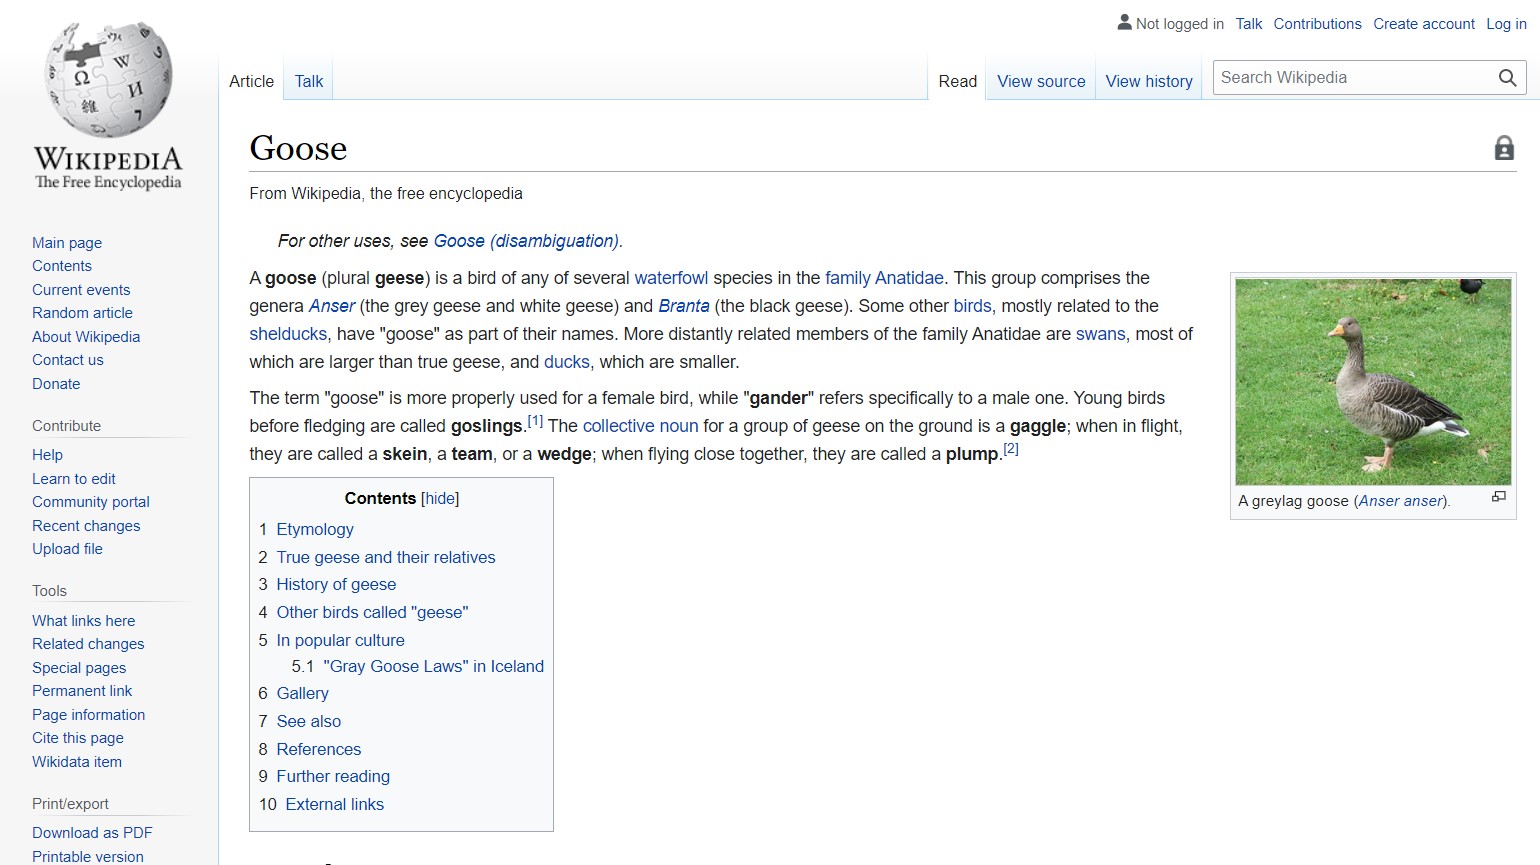 Not logged in Talk Contributions Create account Log in
Article Talk Read View source View history Search Wikipedia
Ω W И 維 7
WIKIPEDIA
The Free Encyclopedia
Main page
Contents
Current events
Random article
About Wikipedia
Contact us
Donate
Contribute
Help
Learn to edit
Community portal
Recent changes
Upload file
Tools
What links here
Related changes
Special pages
Permanent link
Page information
Cite this page
Wikidata item
Print/export
Download as PDF
Printable version
Goose
From Wikipedia, the free encyclopedia
For other uses, see Goose (disambiguation).
A goose (plural geese) is a bird of any of several waterfowl species in the family Anatidae. This group comprises the
genera Anser (the grey geese and white geese) and Branta (the black geese). Some other birds, mostly related to the
shelducks, have "goose" as part of their names. More distantly related members of the family Anatidae are swans, most of
which are larger than true geese, and ducks, which are smaller.
The term "goose" is more properly used for a female bird, while "gander" refers specifically to a male one. Young birds
before fledging are called goslings.[1] The collective noun for a group of geese on the ground is a gaggle; when in flight,
they are called a skein, a team, or a wedge; when flying close together, they are called a plump.[2]
A greylag goose (Anser anser).
Contents [hide]
1 Etymology
2 True geese and their relatives
3 History of geese
4 Other birds called "geese"
5 In popular culture
5.1 "Gray Goose Laws" in Iceland
6 Gallery
7 See also
8 References
9 Further reading
10 External links